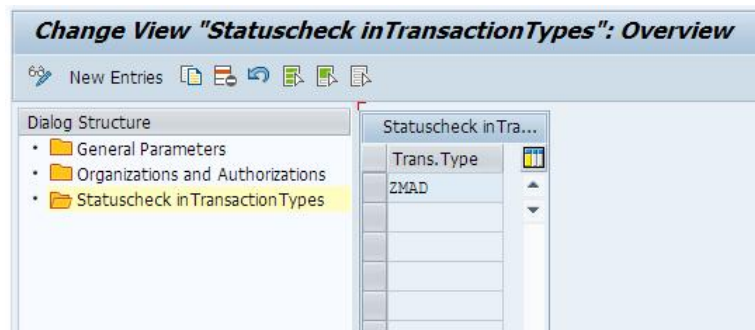 Change View "Statuscheck inTransactionTypes": Overview
New Entries
Dialog Structure
General Parameters
Organizations and Authorizations
Statuscheck inTransactionTypes
Statuscheck inTra...
Trans.Type
ZMAD